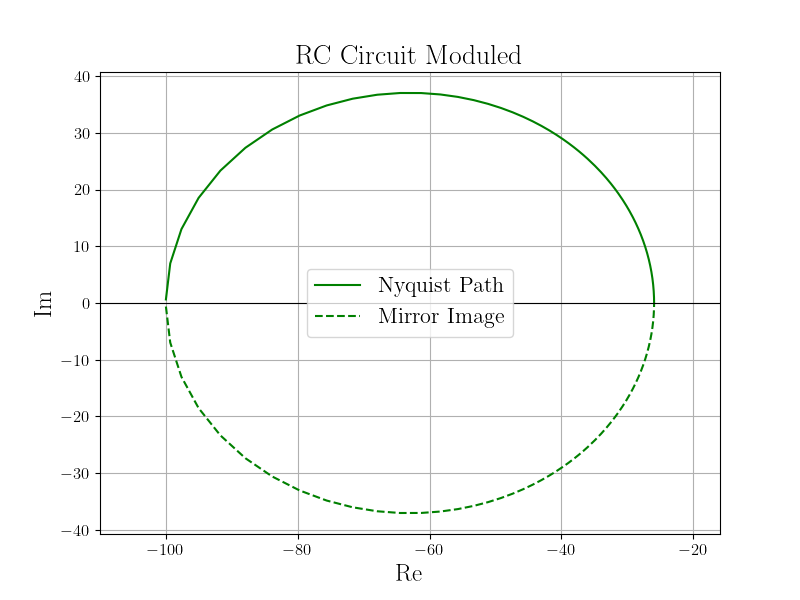 RC Circuit Moduled
40
30
20
10
0
−10
−20
−30
−40
Im
Nyquist Path
Mirror Image
−100 −80 −60 −40 −20
Re